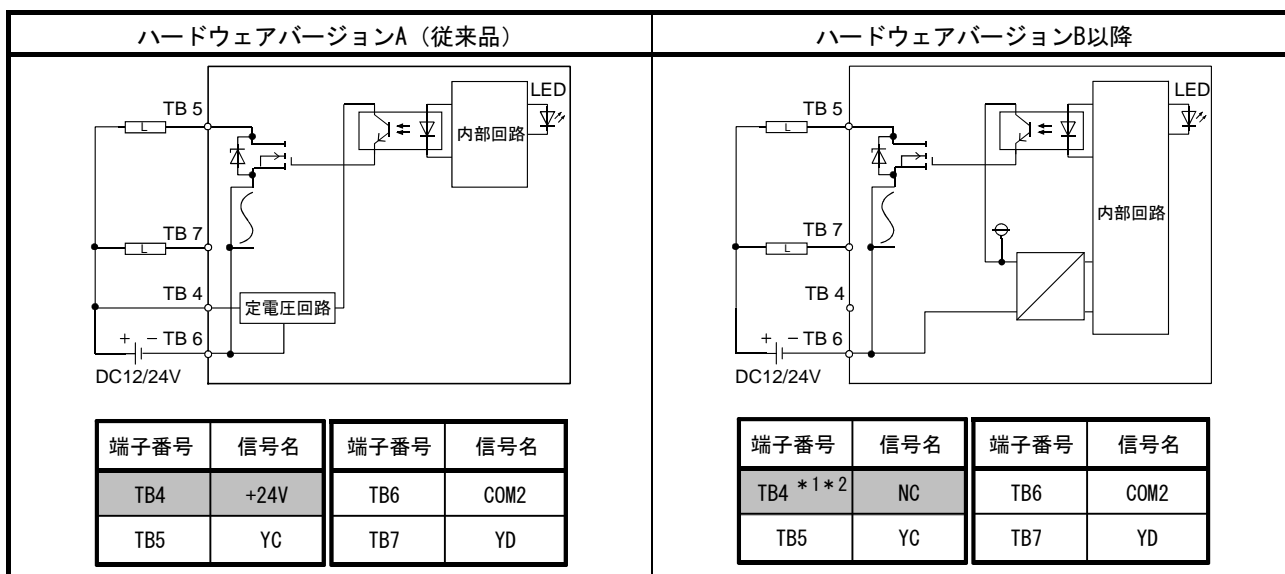 ハードウェアバージョンA（従来品）
TB 5
LED
内部回路
L
TB 7
L
TB 4
定電圧回路
+ − TB 6
DC12/24V
端子番号 信号名 端子番号 信号名
TB4 +24V TB6 COM2
TB5 YC TB7 YD
ハードウェアバージョンB以降
TB 5
LED
L
内部回路
TB 7
L
TB 4
+ − TB 6
DC12/24V
端子番号 信号名 端子番号 信号名
TB4 *1*2 NC TB6 COM2
TB5 YC TB7 YD